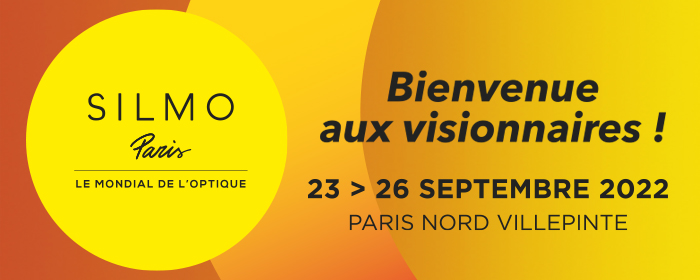 SILMO
Paris
LE MONDIAL DE L'OPTIQUE
Bienvenue
aux visionnaires !
23 > 26 SEPTEMBRE 2022
PARIS NORD VILLEPINTE